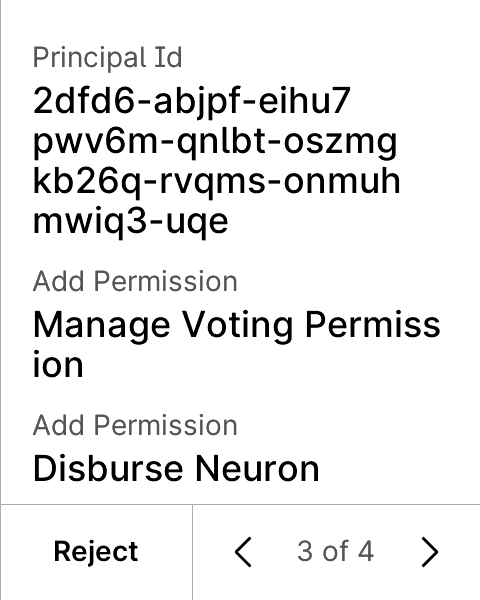 Principal Id
2dfd6-abjpf-eihu7
pwv6m-qnlbt-oszmg
kb26q-rvqms-onmuh
mwiq3-uqe
Add Permission
Manage Voting Permiss
ion
Add Permission
Disburse Neuron
Reject
3 of 4